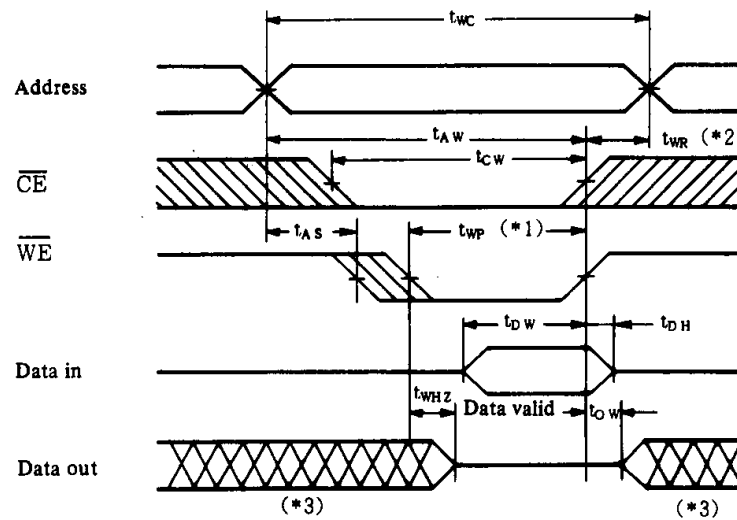 tWC
Address
tAW
tWR (*2
tCW
CE
tAS
tWP (*1)
WE
tDW
tDH
Data in
tWHZ
Data valid
tOW
Data out
(*3)
(*3)